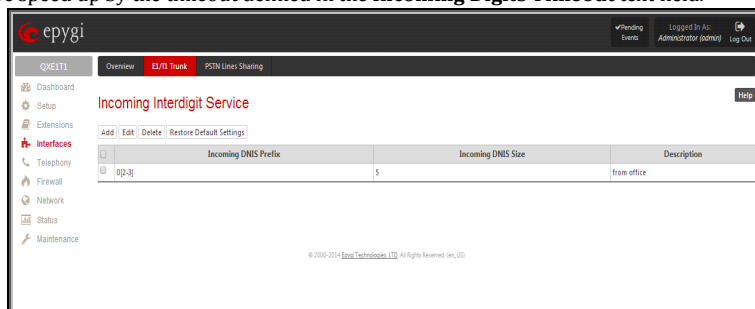 speed up by the timeout defined in the Incoming Digits Timeout text field.
epygi
Pending Events
Logged In As: Administrator (admin)
Log Out
QXE1T1
Overview E1/T1 Trunk PSTN Lines Sharing
Dashboard
Setup
Extensions
Interfaces
Telephony
Firewall
Network
Status
Maintenance
Incoming Interdigit Service
Help
Add Edit Delete Restore Default Settings
Incoming DNIS Prefix Incoming DNIS Size Description
0[2-3] 5 from office
© 2000-2014 Epygi Technologies, LTD. All Rights Reserved. (en_US)